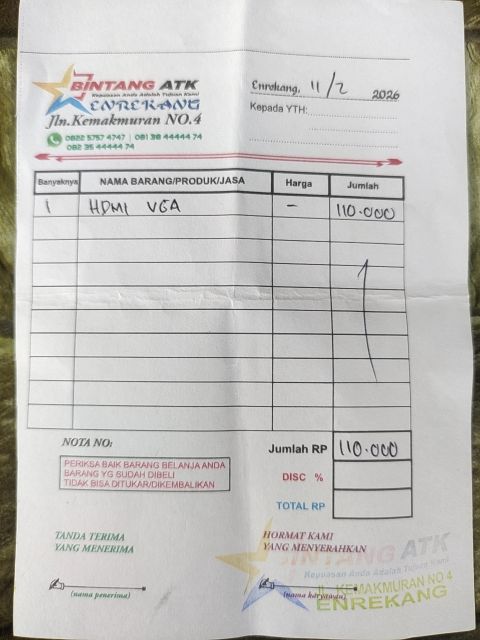 BINTANG ATK
Kepuasan Anda Adalah Tujuan Kami
ENREKANG
Jln.Kemakmuran NO.4
0822 5757 4747 | 081 38 44444 74
082 35 44444 74
Enrekang, 11/2 2026
Kepada YTH:
Banyaknya NAMA BARANG/PRODUK/JASA Harga Jumlah
1 HDMI VGA - 110.000
NOTA NO:
Jumlah RP 110.000
PERIKSA BAIK BARANG BELANJA ANDA
BARANG YG SUDAH DIBELI
TIDAK BISA DITUKAR/DIKEMBALIKAN
DISC %
TOTAL RP
TANDA TERIMA
YANG MENERIMA
HORMAT KAMI
YANG MENYERAHKAN
BINTANG ATK
Kepuasan Anda Adalah Tujuan Kami
JL. KEMAKMURAN NO 4
ENREKANG
(nama penerima)
(nama karyawan)